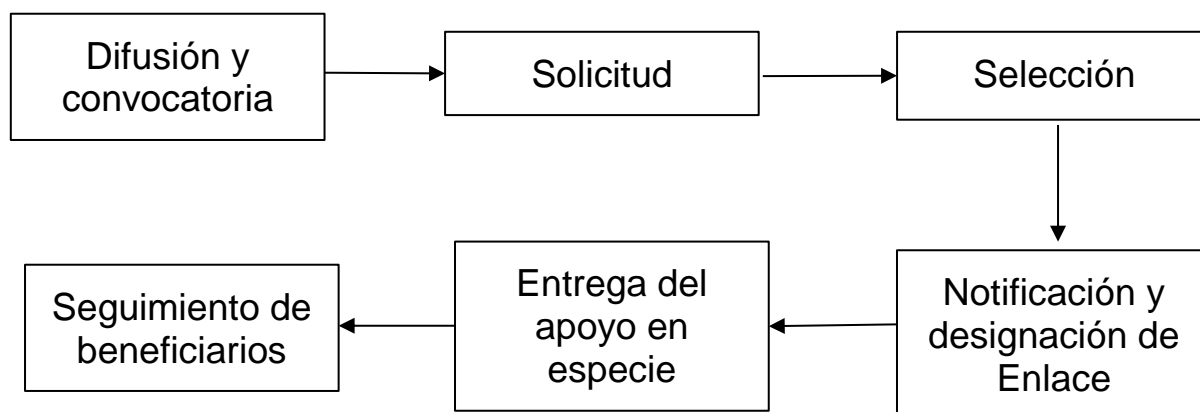 Difusión y
convocatoria
Solicitud
Selección
Notificación y
designación de
Enlace
Entrega del
apoyo en
especie
Seguimiento de
beneficiarios